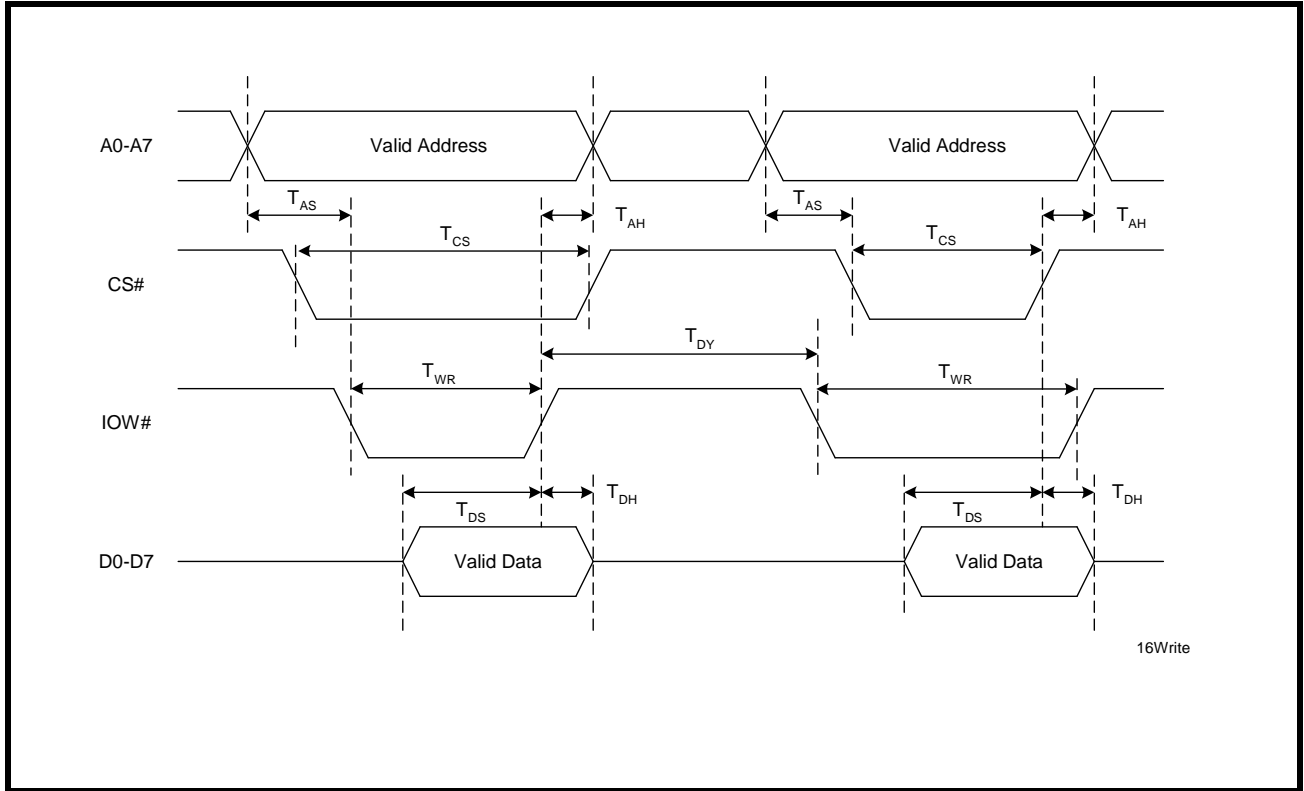 A0-A7
Valid Address
Valid Address
TAS
TAH
TAS
TAH
TCS
TCS
CS#
TDY
TWR
TWR
IOW#
TDS
TDH
TDS
TDH
D0-D7
Valid Data
Valid Data
16Write